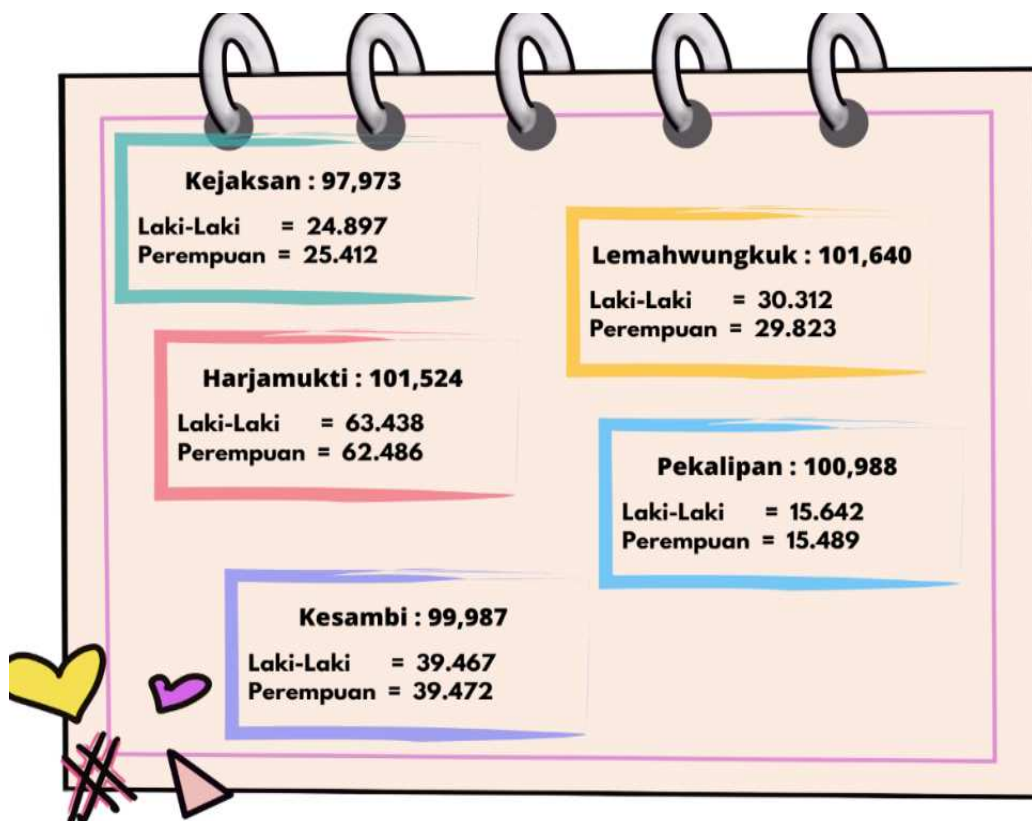 Kejaksan : 97,973
Laki-Laki = 24.897
Perempuan = 25.412
Lemahwungkuk : 101,640
Laki-Laki = 30.312
Perempuan = 29.823
Harjamukti : 101,524
Laki-Laki = 63.438
Perempuan = 62.486
Pekalipan : 100,988
Laki-Laki = 15.642
Perempuan = 15.489
Kesambi : 99,987
Laki-Laki = 39.467
Perempuan = 39.472